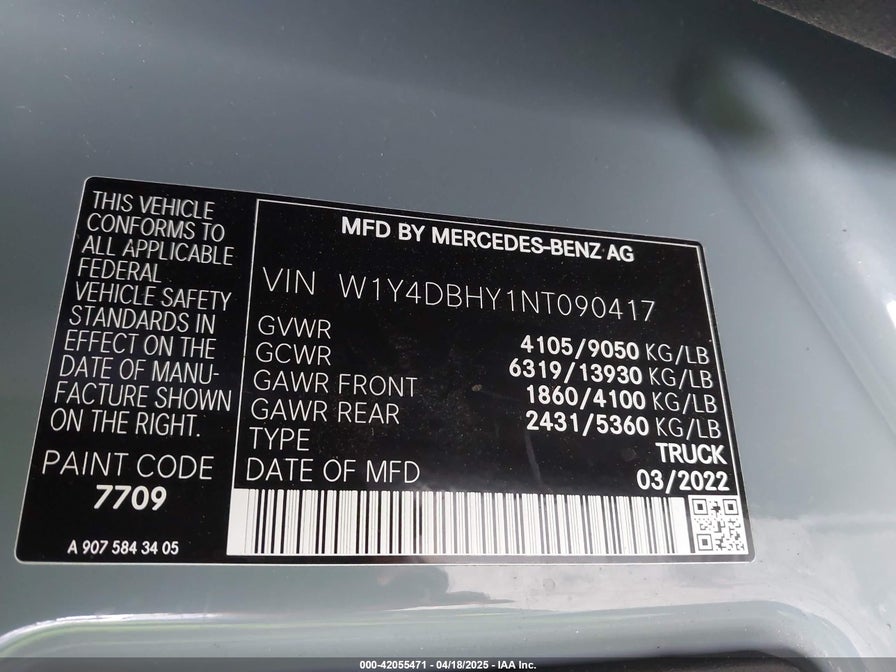 THIS VEHICLE
CONFORMS TO
ALL APPLICABLE
FEDERAL
VEHICLE SAFETY
STANDARDS IN
EFFECT ON THE
DATE OF MANU-
FACTURE SHOWN
ON THE RIGHT.
PAINT CODE
7709
A 907 584 34 05
MFD BY MERCEDES-BENZ AG
VIN W1Y4DBHY1NT090417
GVWR 4105/9050 KG/LB
GCWR 6319/13930 KG/LB
GAWR FRONT 1860/4100 KG/LB
GAWR REAR 2431/5360 KG/LB
TYPE TRUCK
DATE OF MFD 03/2022
000-42055471 - 04/18/2025 - IAA Inc.